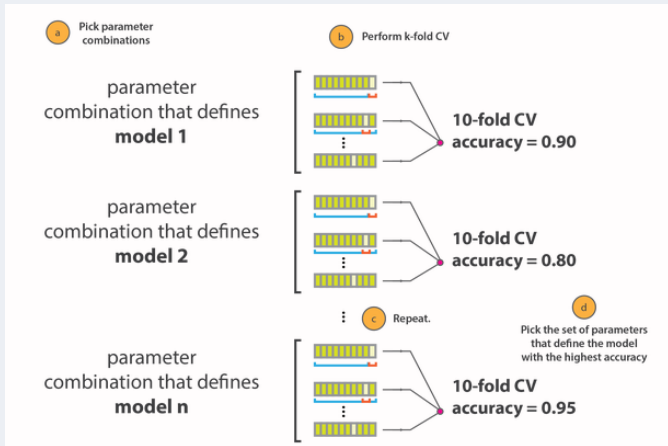 a
Pick parameter
combinations
b
Perform k-fold CV
parameter
combination that defines
model 1
10-fold CV
accuracy = 0.90
parameter
combination that defines
model 2
10-fold CV
accuracy = 0.80
c
Repeat.
d
Pick the set of parameters
that define the model
with the highest accuracy
parameter
combination that defines
model n
10-fold CV
accuracy = 0.95